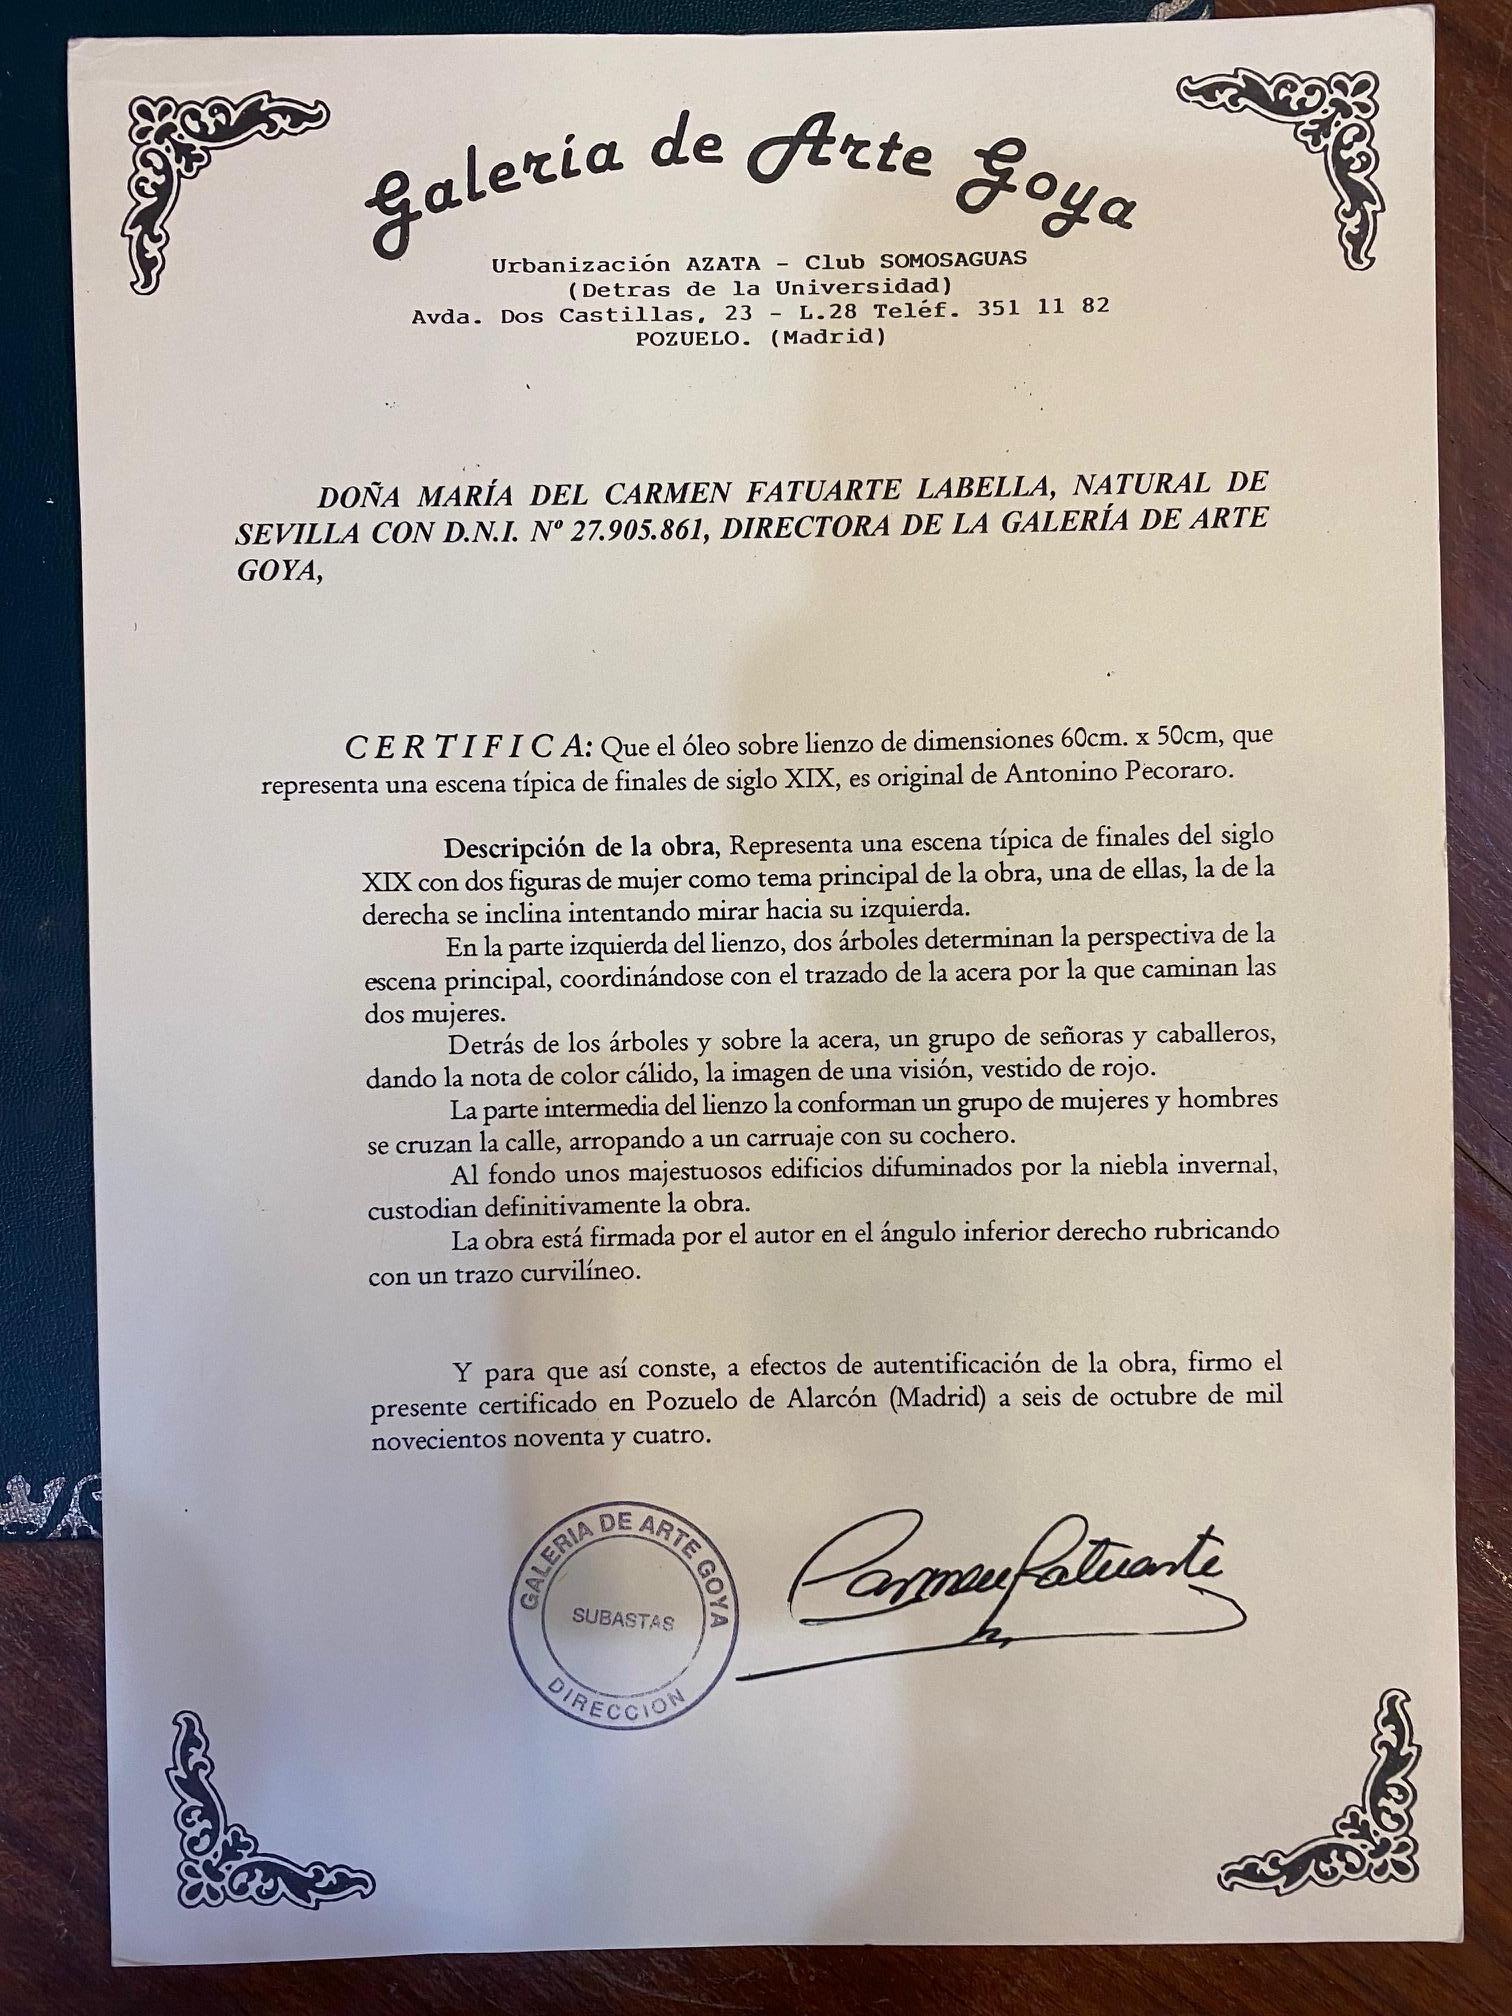 Galería de Arte Goya
Urbanización AZATA - Club SOMOSAGUAS
(Detras de la Universidad)
Avda. Dos Castillas, 23 - L.28 Teléf. 351 11 82
POZUELO. (Madrid)
DOÑA MARÍA DEL CARMEN FATUARTE LABELLA, NATURAL DE
SEVILLA CON D.N.I. Nº 27.905.861, DIRECTORA DE LA GALERÍA DE ARTE
GOYA,
CERTIFICA: Que el óleo sobre lienzo de dimensiones 60cm. x 50cm, que
representa una escena típica de finales de siglo XIX, es original de Antonino Pecoraro.
Descripción de la obra, Representa una escena típica de finales del siglo
XIX con dos figuras de mujer como tema principal de la obra, una de ellas, la de la
derecha se inclina intentando mirar hacia su izquierda.
En la parte izquierda del lienzo, dos árboles determinan la perspectiva de la
escena principal, coordinándose con el trazado de la acera por la que caminan las
dos mujeres.
Detrás de los árboles y sobre la acera, un grupo de señoras y caballeros,
dando la nota de color cálido, la imagen de una visión, vestido de rojo.
La parte intermedia del lienzo la conforman un grupo de mujeres y hombres
se cruzan la calle, arropando a un carruaje con su cochero.
Al fondo unos majestuosos edificios difuminados por la niebla invernal,
custodian definitivamente la obra.
La obra está firmada por el autor en el ángulo inferior derecho rubricando
con un trazo curvilíneo.
Y para que así conste, a efectos de autentificación de la obra, firmo el
presente certificado en Pozuelo de Alarcón (Madrid) a seis de octubre de mil
novecientos noventa y cuatro.
GALERIA DE ARTE GOYA
SUBASTAS
DIRECCION
Carmen Fatuarte